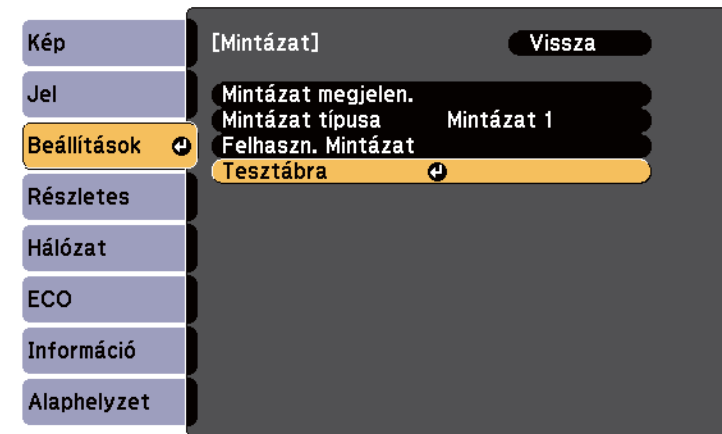 Kép
Jel
Beállítások
Részletes
Hálózat
ECO
Információ
Alaphelyzet
[Mintázat] Vissza
Mintázat megjelen.
Mintázat típusa Mintázat 1
Felhaszn. Mintázat
Tesztábra